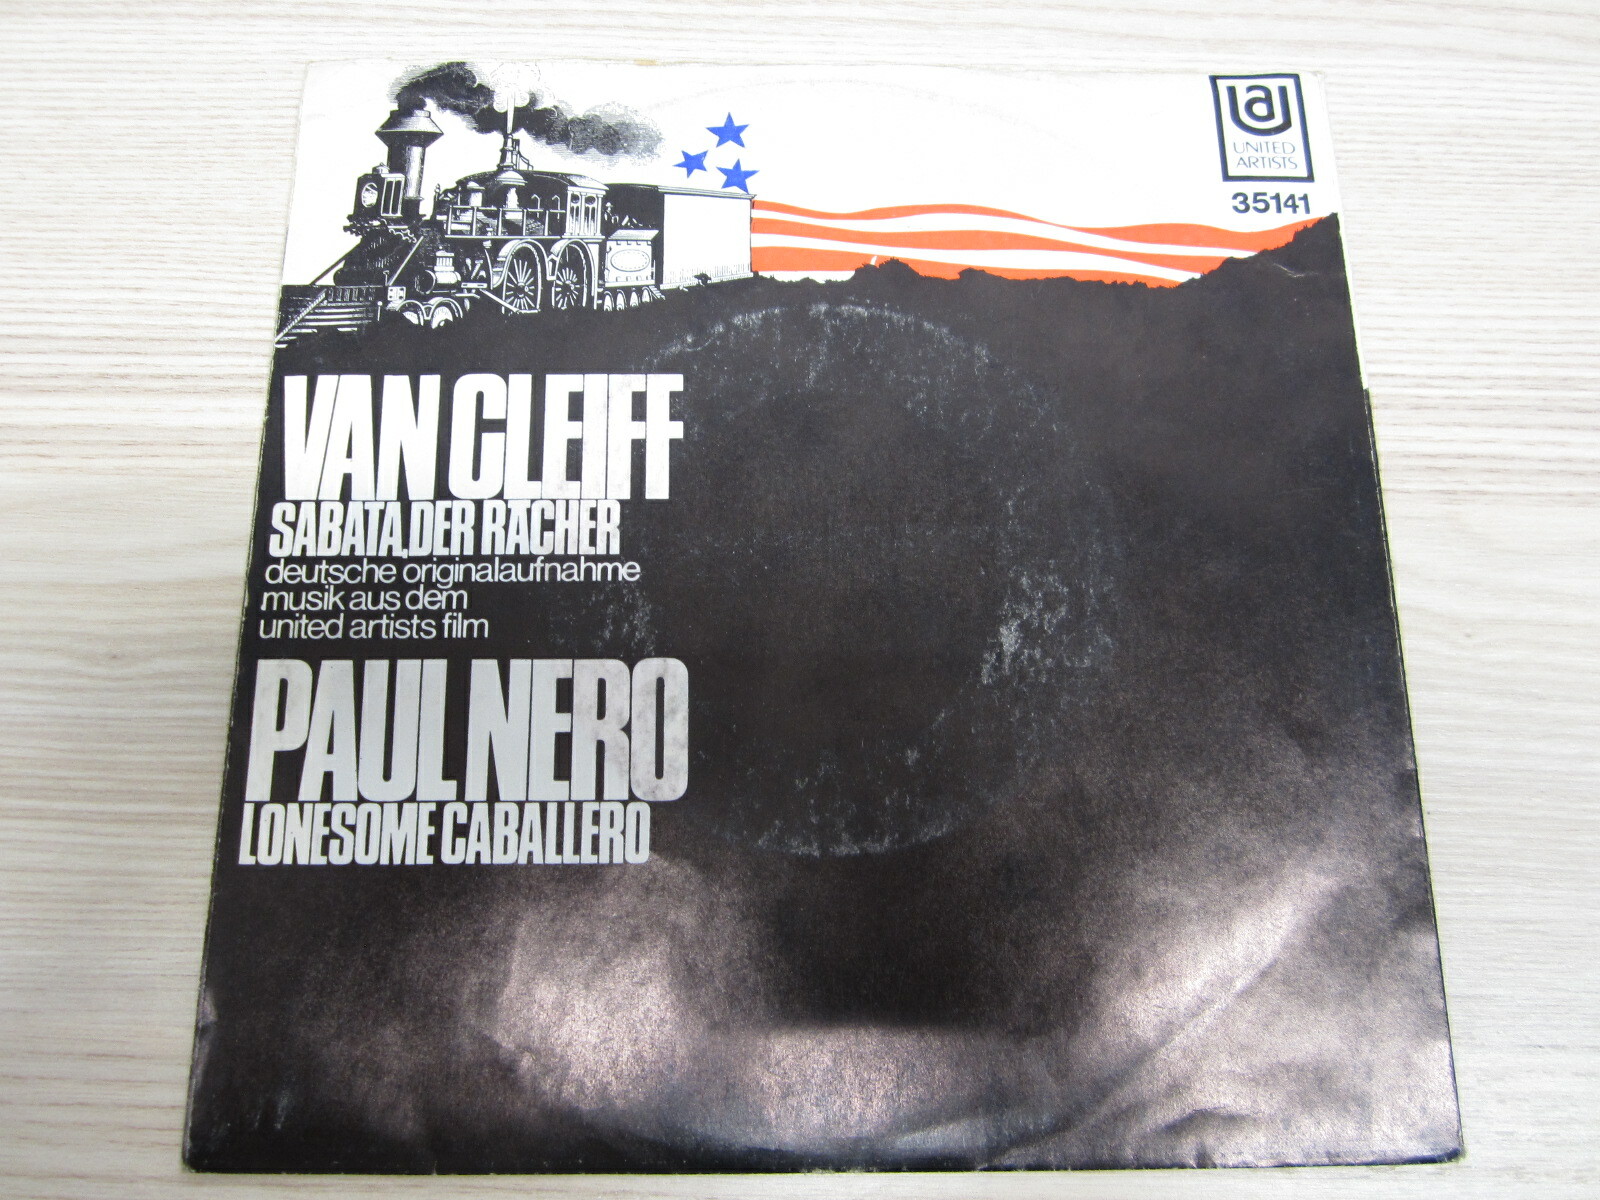 ua
UNITED
ARTISTS
35141
VAN CLEIFF
SABATA, DER RÄCHER
deutsche originalaufnahme
musik aus dem
united artists film
PAUL NERO
LONESOME CABALLERO